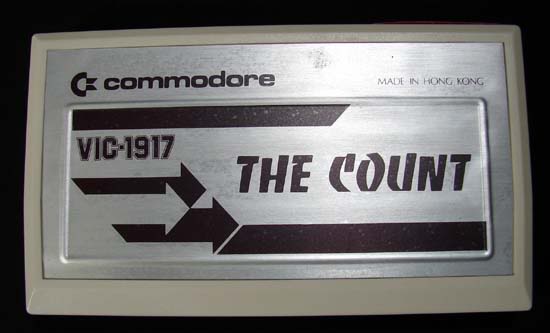 commodore
MADE IN HONG KONG
VIC-1917
THE COUNT